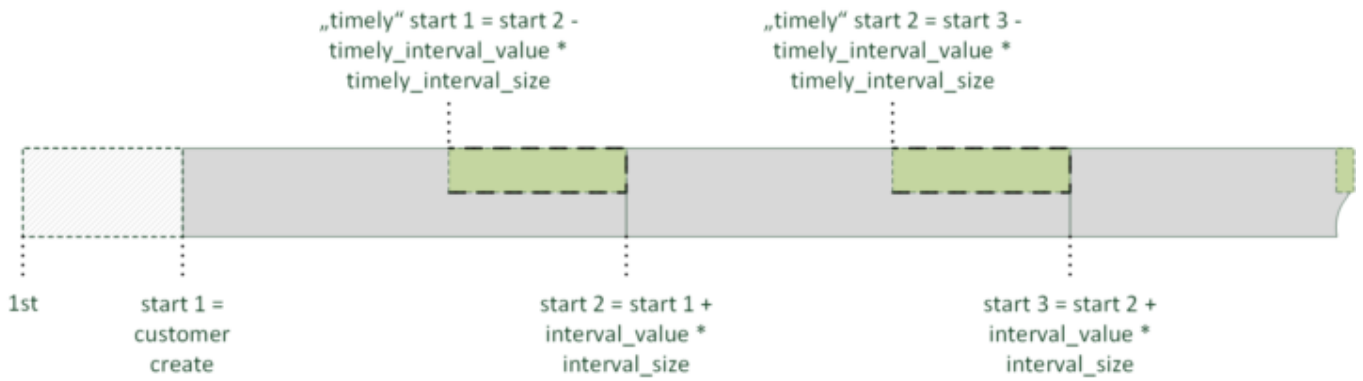 „timely“ start 1 = start 2 -
timely_interval_value *
timely_interval_size
„timely“ start 2 = start 3 -
timely_interval_value *
timely_interval_size
1st
start 1 =
customer
create
start 2 = start 1 +
interval_value *
interval_size
start 3 = start 2 +
interval_value *
interval_size